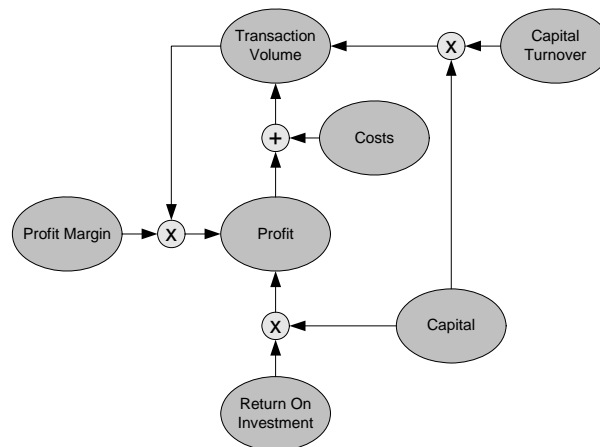 Transaction
Volume
X
Capital
Turnover
+
Costs
Profit Margin
X
Profit
X
Capital
Return On
Investment